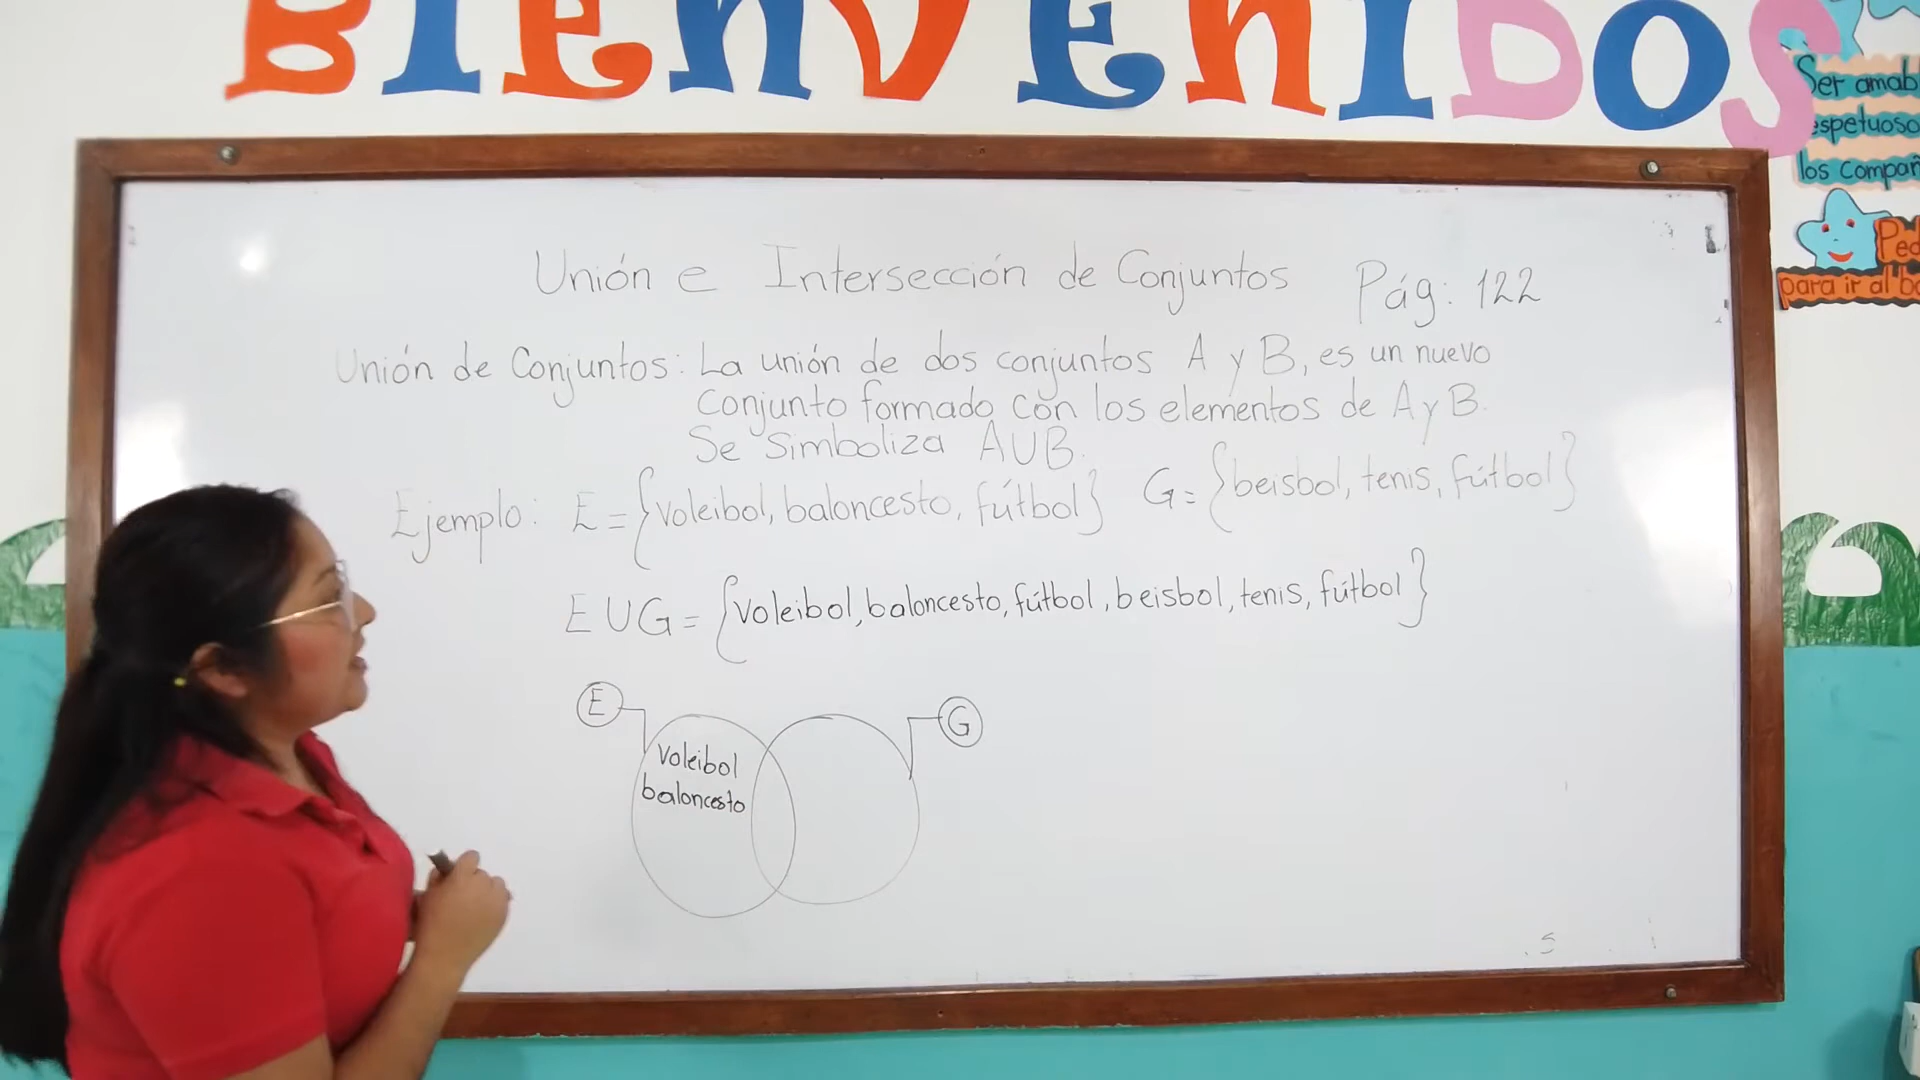 BIENVENIDOS
Ser amab
espetuoso
los compañ
Ped
para ir al ba
Unión e Intersección de Conjuntos Pág: 122
Unión de Conjuntos: La unión de dos conjuntos A y B, es un nuevo
conjunto formado con los elementos de A y B.
Se simboliza AUB.
Ejemplo: E = {voleibol, baloncesto, fútbol} G = {beisbol, tenis, fútbol}
E U G = {voleibol, baloncesto, fútbol, beisbol, tenis, fútbol}
E G
voleibol
baloncesto